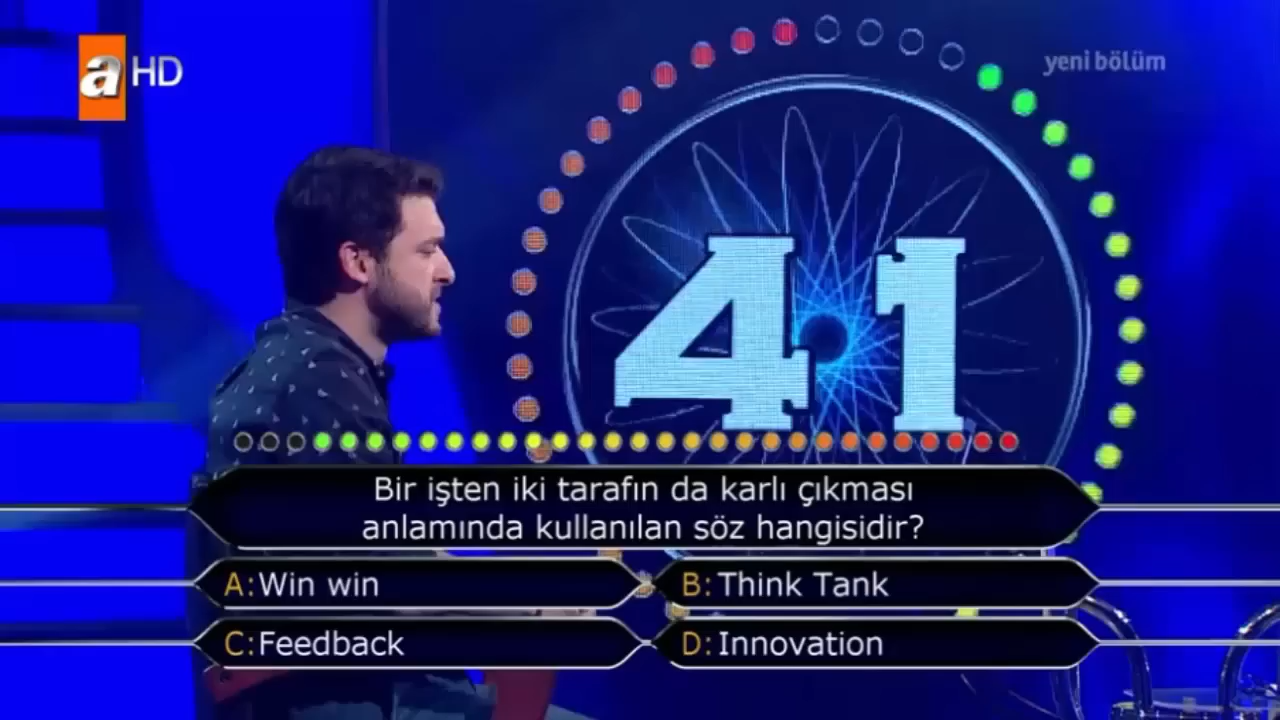 a HD
yeni bölüm
41
Bir işten iki tarafın da karlı çıkması
anlamında kullanılan söz hangisidir?
A: Win win
B: Think Tank
C: Feedback
D: Innovation